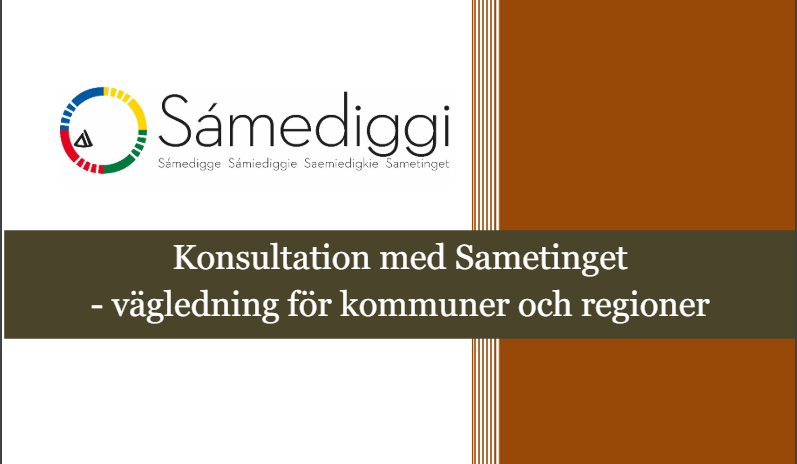 Sámediggi
Sámedigge Sámiediggie Saemiedigkie Sametinget
Konsultation med Sametinget
- vägledning för kommuner och regioner